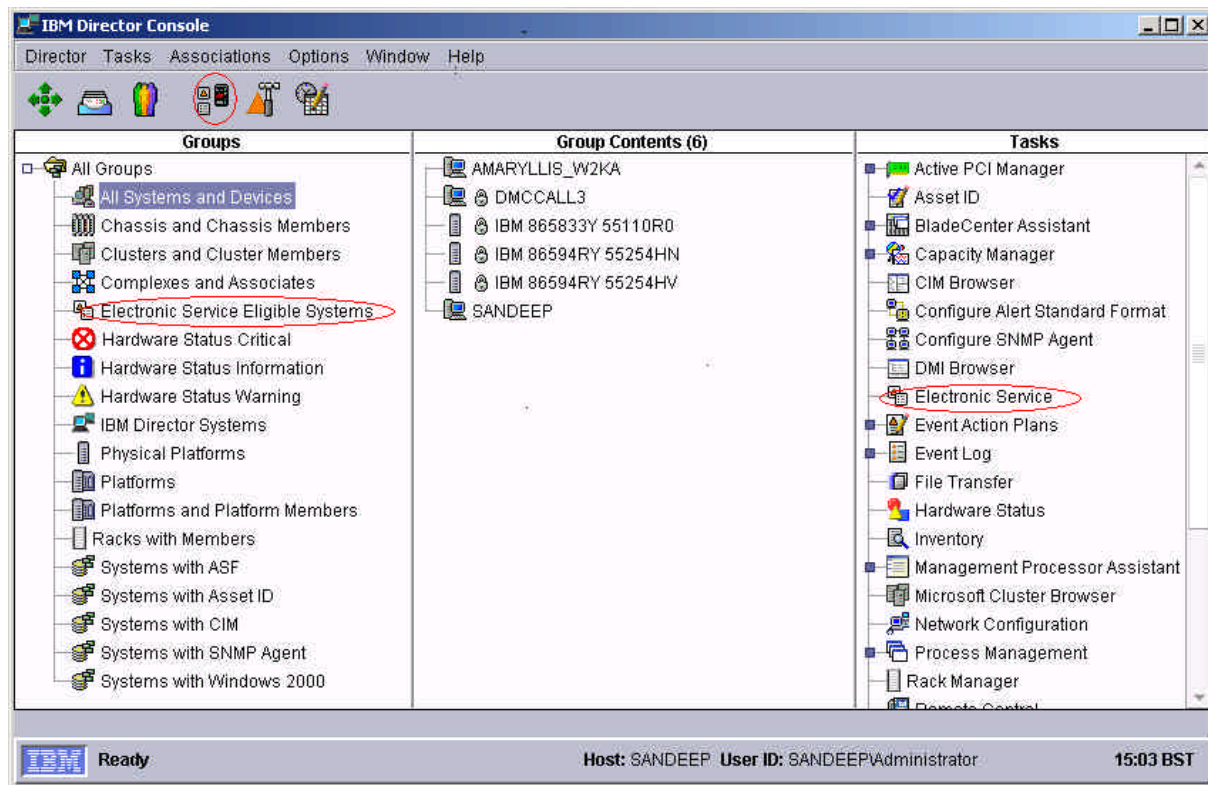 IBM Director Console
Director Tasks Associations Options Window Help
Groups
All Groups
All Systems and Devices
Chassis and Chassis Members
Clusters and Cluster Members
Complexes and Associates
Electronic Service Eligible Systems
Hardware Status Critical
Hardware Status Information
Hardware Status Warning
IBM Director Systems
Physical Platforms
Platforms
Platforms and Platform Members
Racks with Members
Systems with ASF
Systems with Asset ID
Systems with CIM
Systems with SNMP Agent
Systems with Windows 2000
Group Contents (6)
AMARYLLIS_W2KA
DMCCALL3
IBM 865833Y 55110R0
IBM 86594RY 55254HN
IBM 86594RY 55254HV
SANDEEP
Tasks
Active PCI Manager
Asset ID
BladeCenter Assistant
Capacity Manager
CIM Browser
Configure Alert Standard Format
Configure SNMP Agent
DMI Browser
Electronic Service
Event Action Plans
Event Log
File Transfer
Hardware Status
Inventory
Management Processor Assistant
Microsoft Cluster Browser
Network Configuration
Process Management
Rack Manager
Remote Control
IBM Ready
Host: SANDEEP User ID: SANDEEP\Administrator
15:03 BST